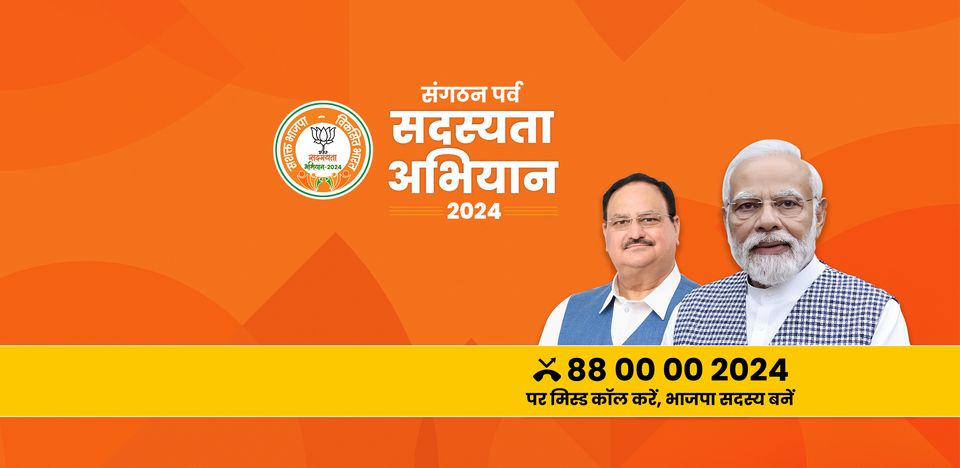 संगठन पर्व
सदस्यता
अभियान
2024
सशक्त भाजपा विकसित भारत
सदस्यता
अभियान-2024
88 00 00 2024
पर मिस्ड कॉल करें, भाजपा सदस्य बनें